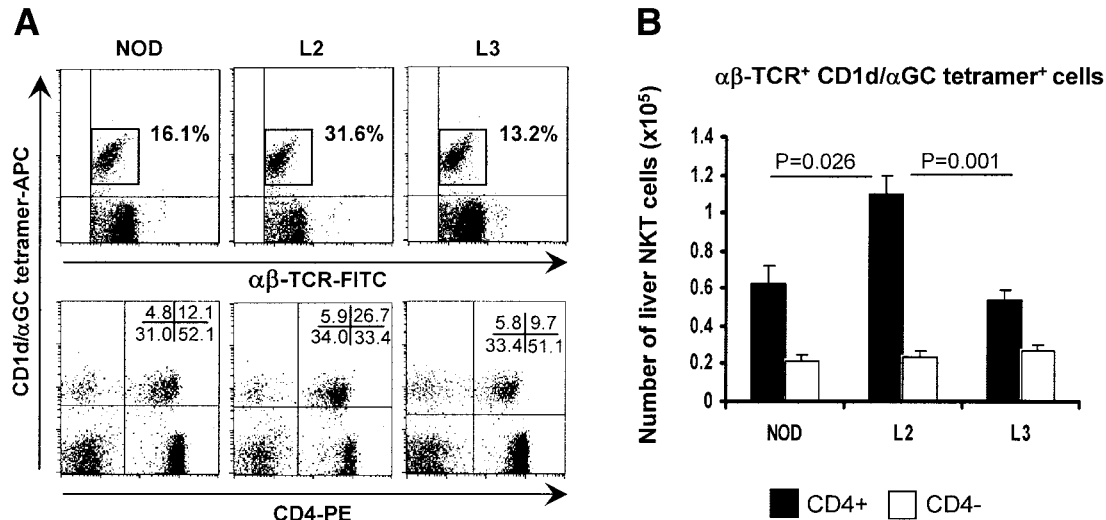 A
NOD L2 L3
16.1% 31.6% 13.2%
CD1d/αGC tetramer-APC
αβ-TCR-FITC
4.8 12.1 5.9 26.7 5.8 9.7
31.0 52.1 34.0 33.4 33.4 51.1
CD4-PE
B
αβ-TCR⁺ CD1d/αGC tetramer⁺ cells
Number of liver NKT cells (x10⁵)
1.4
P=0.026 P=0.001
1.2
1
0.8
0.6
0.4
0.2
0
NOD L2 L3
CD4+ CD4-